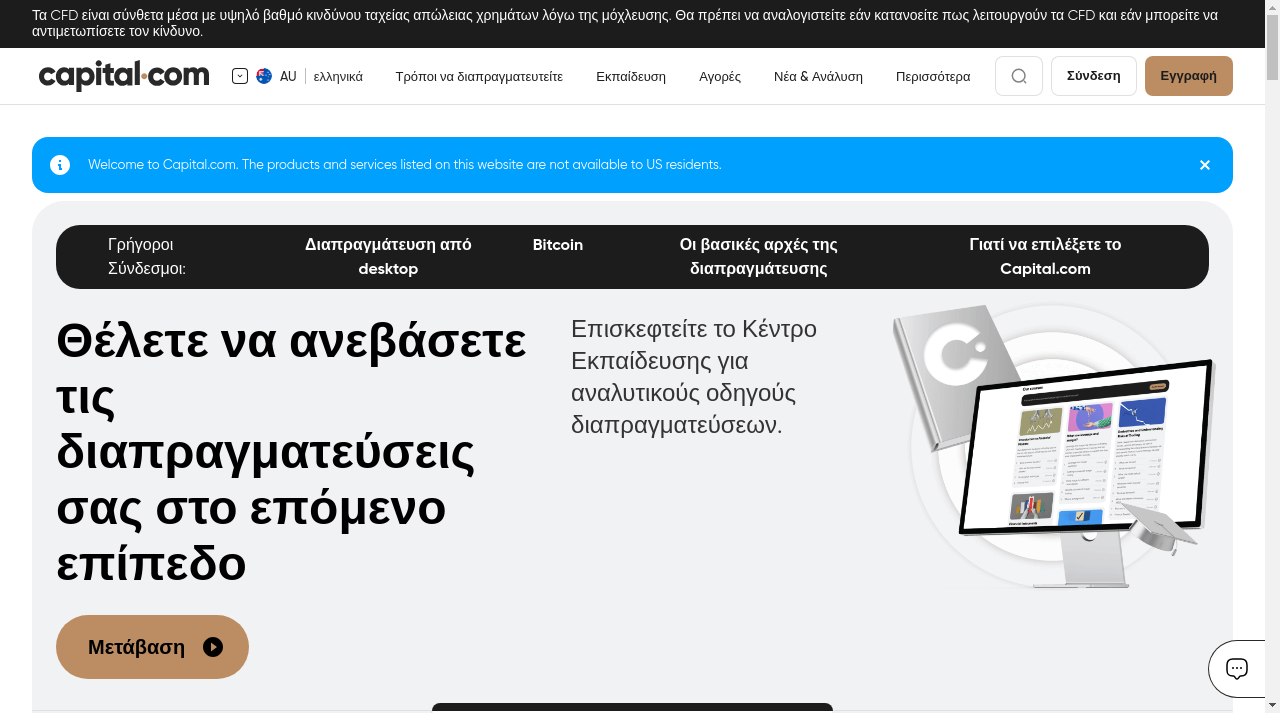 Τα CFD είναι σύνθετα μέσα με υψηλό βαθμό κινδύνου ταχείας απώλειας χρημάτων λόγω της μόχλευσης. Θα πρέπει να αναλογιστείτε εάν κατανοείτε πως λειτουργούν τα CFD και εάν μπορείτε να
αντιμετωπίσετε τον κίνδυνο.
capital.com
AU
ελληνικά
Τρόποι να διαπραγματευτείτε
Εκπαίδευση
Αγορές
Νέα & Ανάλυση
Περισσότερα
Σύνδεση
Εγγραφή
Welcome to Capital.com. The products and services listed on this website are not available to US residents.
Γρήγοροι
Σύνδεσμοι:
Διαπραγμάτευση από
desktop
Bitcoin
Οι βασικές αρχές της
διαπραγμάτευσης
Γιατί να επιλέξετε το
Capital.com
Θέλετε να ανεβάσετε
τις
διαπραγματεύσεις
σας στο επόμενο
επίπεδο
Επισκεφτείτε το Κέντρο
Εκπαίδευσης για
αναλυτικούς οδηγούς
διαπραγματεύσεων.
Μετάβαση